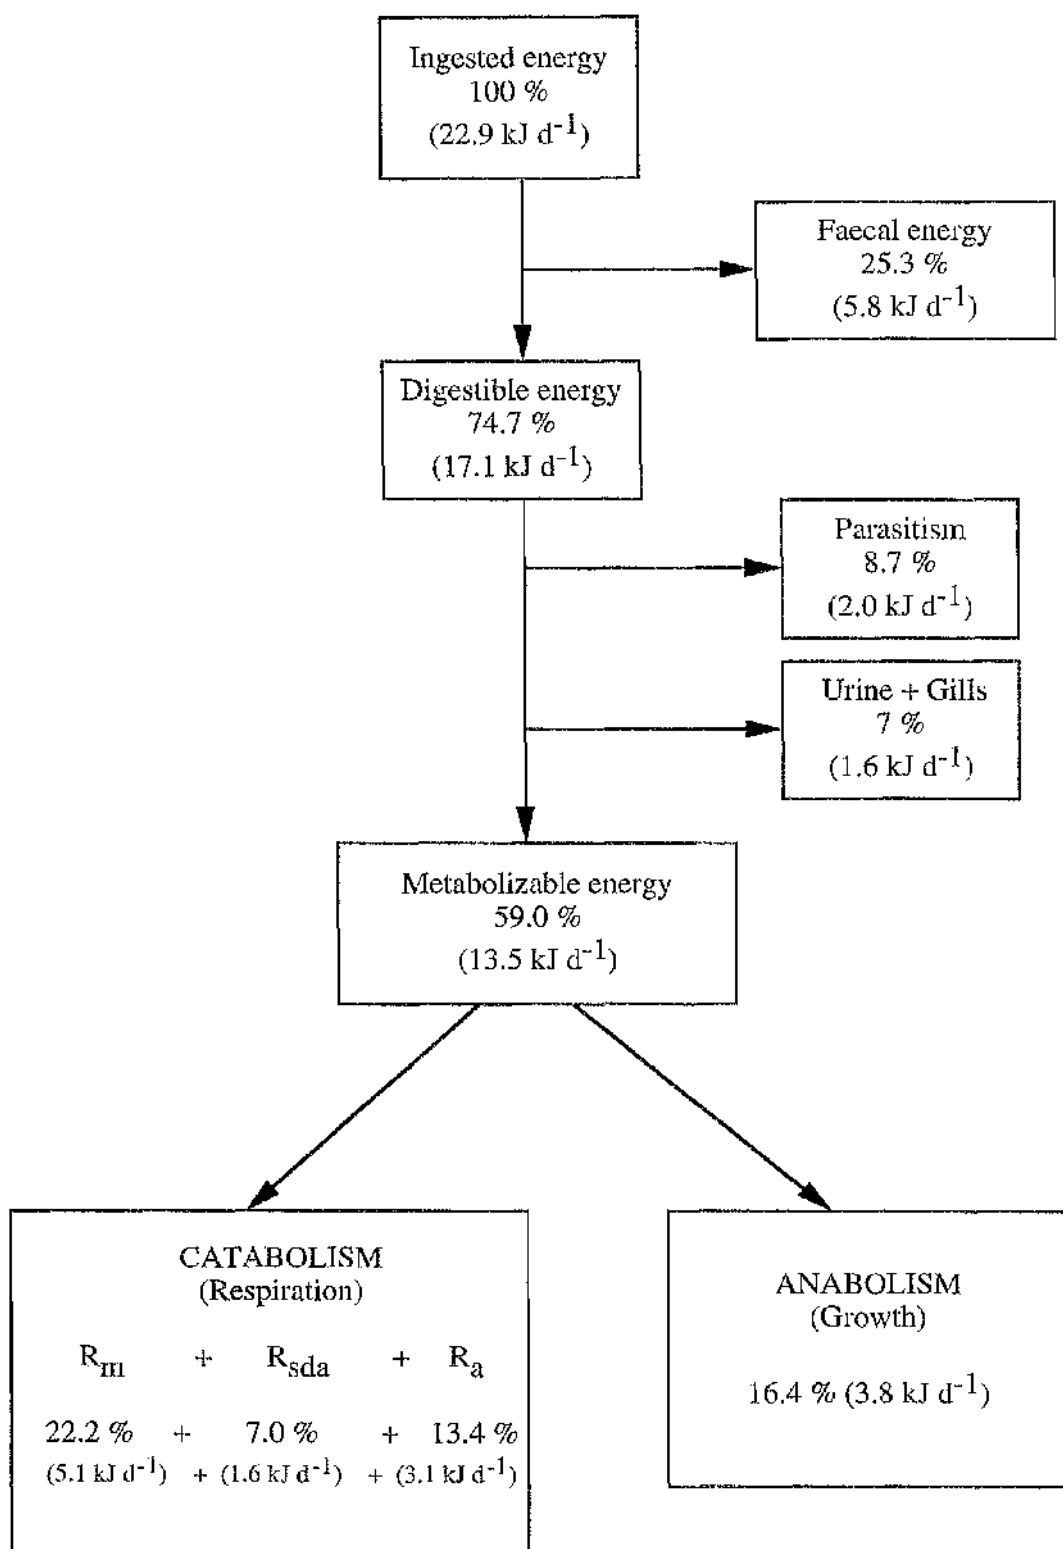 Ingested energy
100 %
(22.9 kJ d⁻¹)
Faecal energy
25.3 %
(5.8 kJ d⁻¹)
Digestible energy
74.7 %
(17.1 kJ d⁻¹)
Parasitism
8.7 %
(2.0 kJ d⁻¹)
Urine + Gills
7 %
(1.6 kJ d⁻¹)
Metabolizable energy
59.0 %
(13.5 kJ d⁻¹)
CATABOLISM
(Respiration)
Rm + Rsda + Ra
22.2 % + 7.0 % + 13.4 %
(5.1 kJ d⁻¹) + (1.6 kJ d⁻¹) + (3.1 kJ d⁻¹)
ANABOLISM
(Growth)
16.4 % (3.8 kJ d⁻¹)